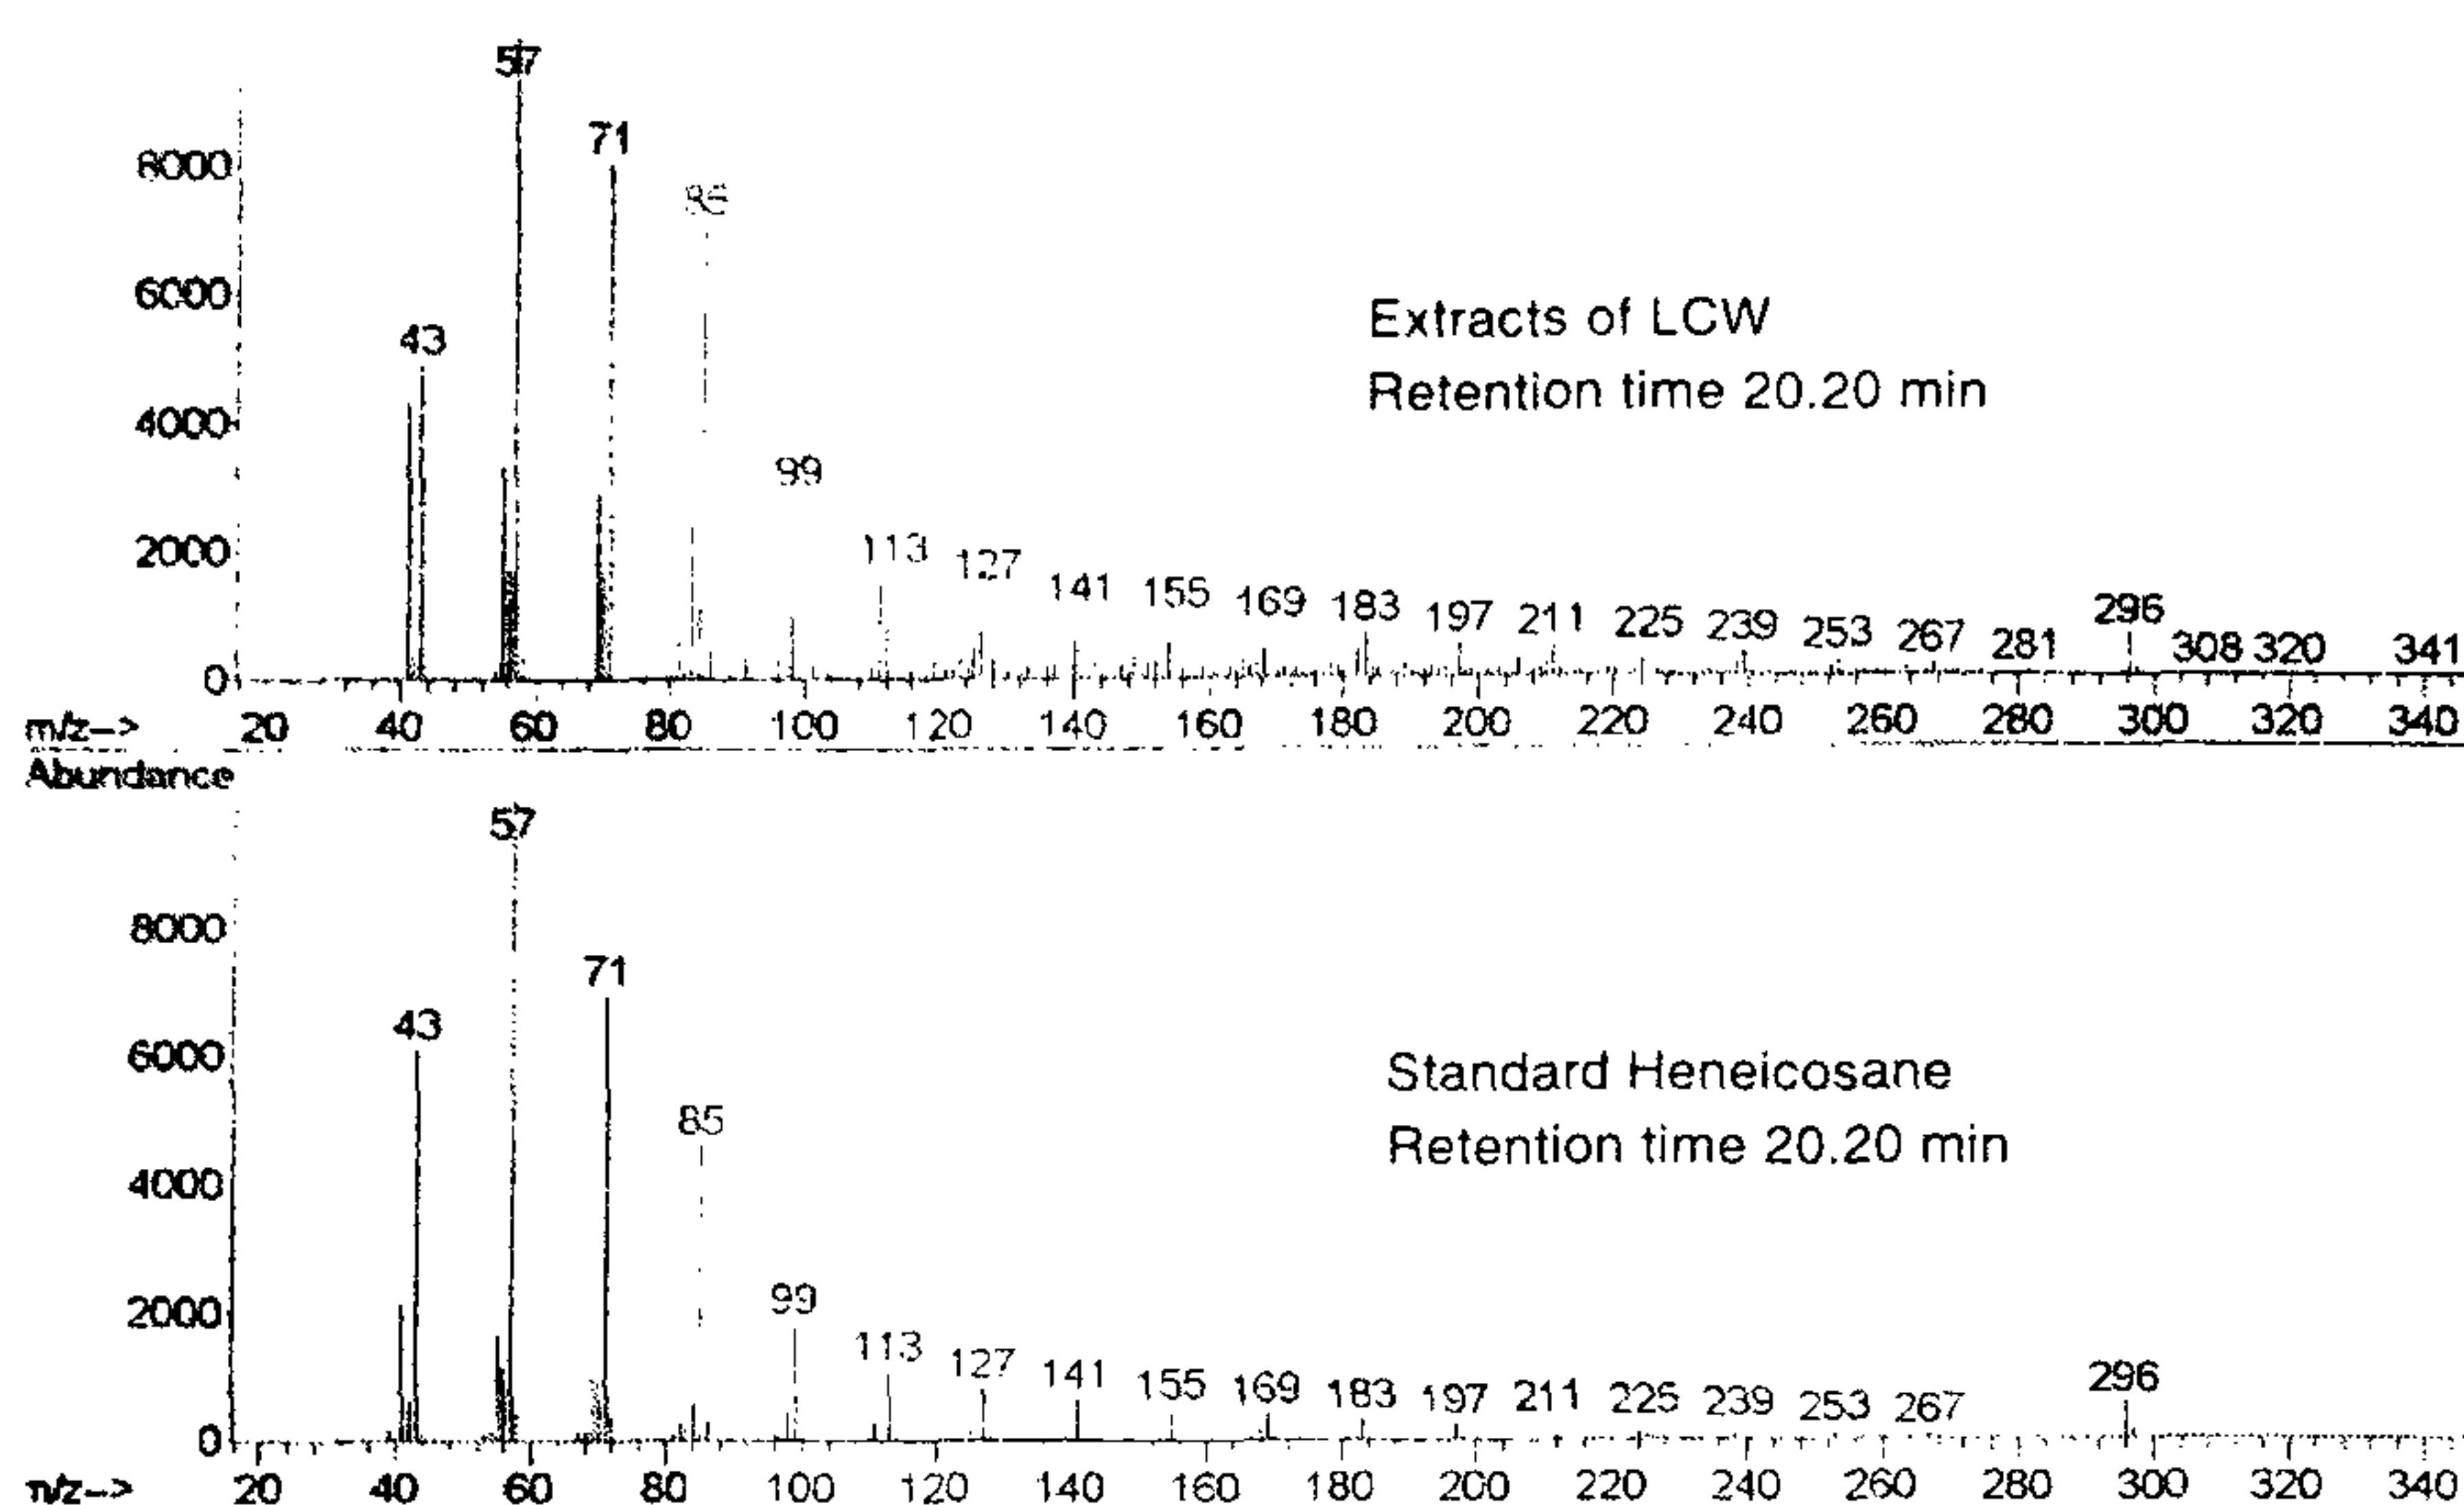 57
71
8000
85
6000
Extracts of LCW
43
Retention time 20.20 min
4000
99
2000
113 127 141 155 169 183 197 211 225 239 253 267 281 296 308 320 341
0
m/z--> 20 40 60 80 100 120 140 160 180 200 220 240 260 280 300 320 340
Abundance
57
8000
71
43
6000
Standard Heneicosane
85
Retention time 20.20 min
4000
2000
99
113 127 141 155 169 183 197 211 225 239 253 267 296
0
m/z--> 20 40 60 80 100 120 140 160 180 200 220 240 260 280 300 320 340